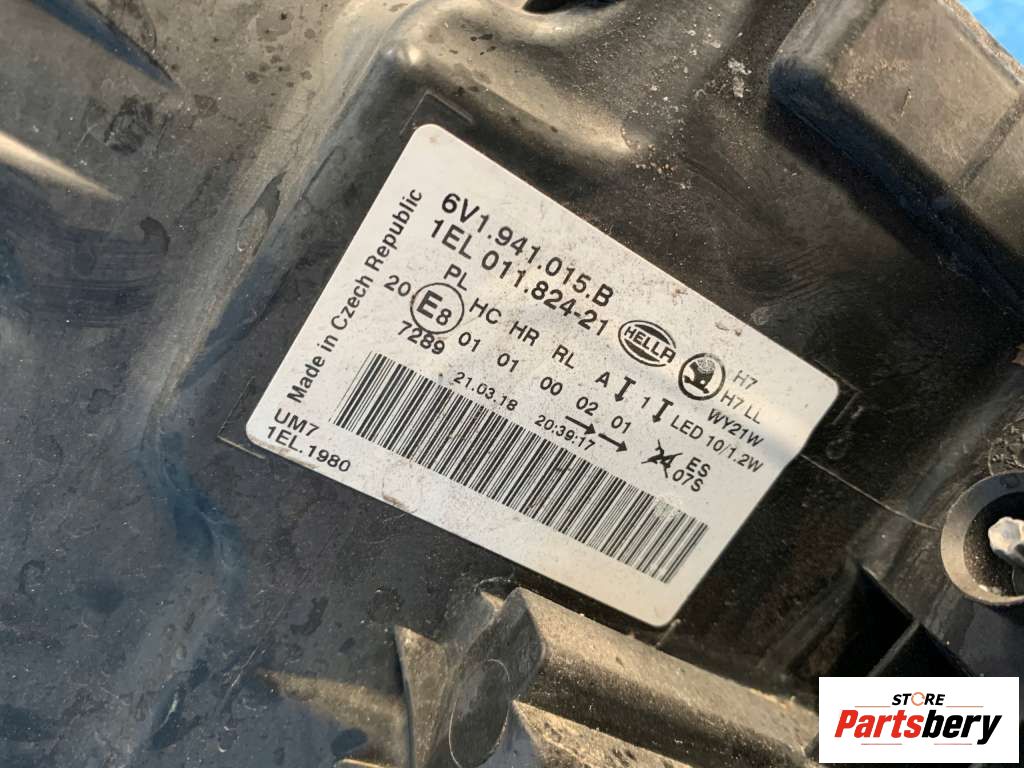 6V1.941.015.B
1EL 011.824-21
HELLA
H7
H7 LL
WY21W
LED 10/1.2W
PL HC HR RL A 1
20 E8 01 01 00 02 01
7289
ES
07S
21.03.18 20:39:17
UM7
1EL.1980
Made in Czech Republic
STORE
Partsbery